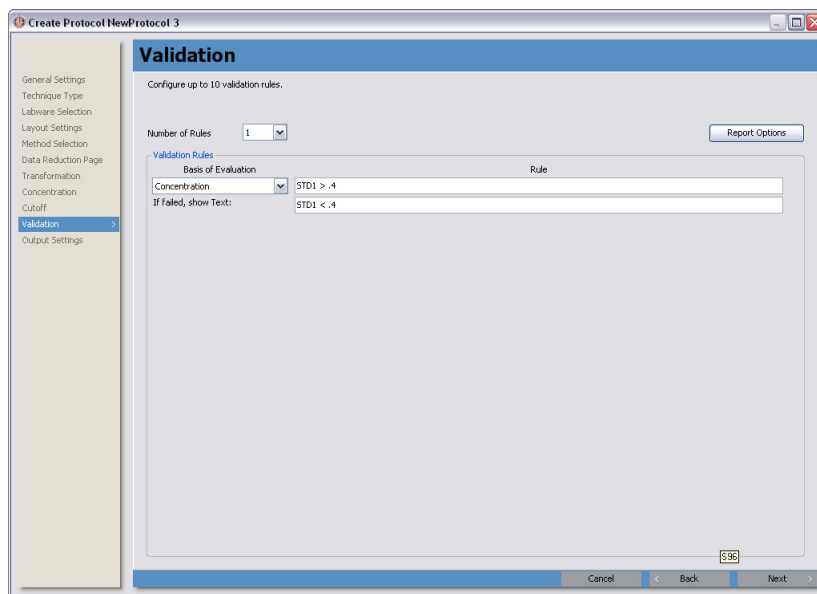 Create Protocol NewProtocol 3
Validation
General Settings
Technique Type
Labware Selection
Layout Settings
Method Selection
Data Reduction Page
Transformation
Concentration
Cutoff
Validation >
Output Settings
Configure up to 10 validation rules.
Number of Rules 1 Report Options
Validation Rules
Basis of Evaluation Rule
Concentration STD1 > .4
If failed, show Text: STD1 < .4
S96
Cancel < Back Next >